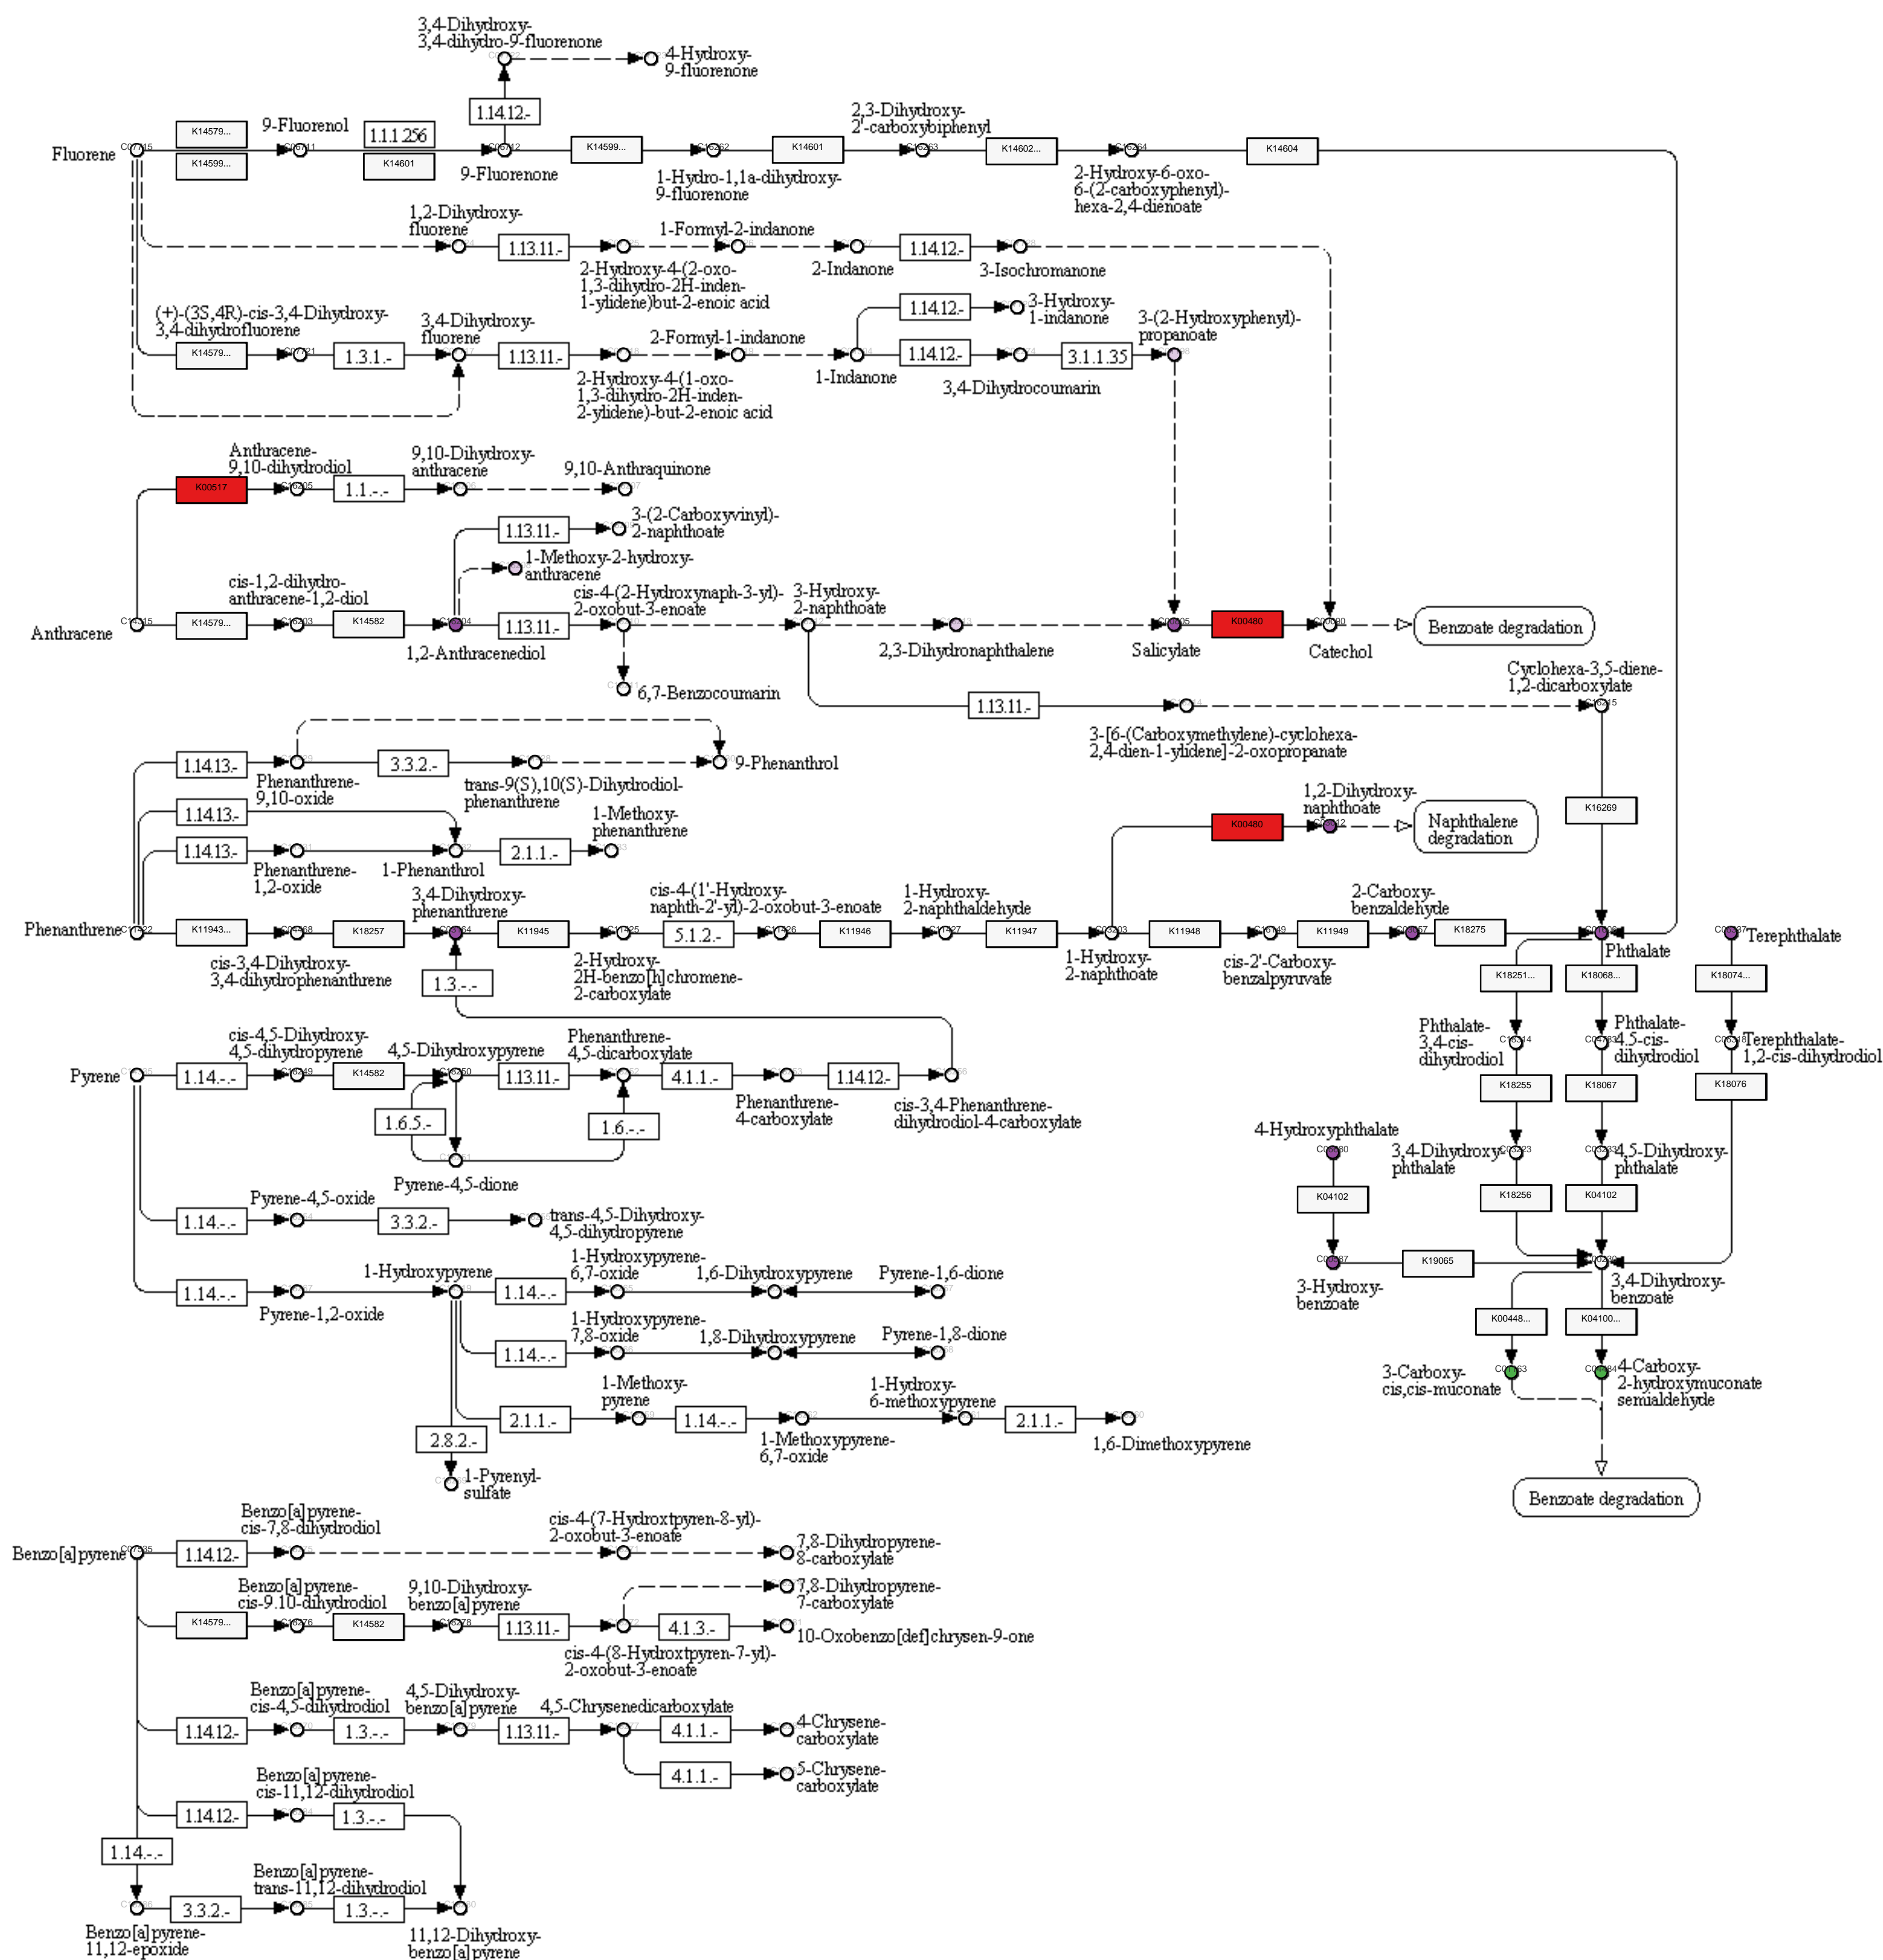 3,4-Dihydroxy-
3,4-dihydro-9-fluorenone
4-Hydroxy-
9-fluorenone
1.14.12.-
K14579...
9-Fluorenol
1.1.1.256
2,3-Dihydroxy-
2'-carboxybiphenyl
Fluorene
C07715
C06711
C06712
K14599...
C16262
K14601
C16263
K14602...
C16264
K14604
K14599...
K14601
9-Fluorenone
1-Hydro-1,1a-dihydroxy-
9-fluorenone
2-Hydroxy-6-oxo-
6-(2-carboxyphenyl)-
hexa-2,4-dienoate
1,2-Dihydroxy-
fluorene
1-Formyl-2-indanone
1.13.11.-
1.14.12.-
2-Hydroxy-4-(2-oxo-
1,3-dihydro-2H-inden-
1-ylidene)but-2-enoic acid
2-Indanone
3-Isochromanone
(+)-(3S,4R)-cis-3,4-Dihydroxy-
3,4-dihydrofluorene
3,4-Dihydroxy-
fluorene
2-Formyl-1-indanone
1.14.12.-
3-Hydroxy-
1-indanone
3-(2-Hydroxyphenyl)-
propanoate
K14579...
C07721
1.3.1.-
1.13.11.-
1.14.12.-
3.1.1.35
2-Hydroxy-4-(1-oxo-
1,3-dihydro-2H-inden-
2-ylidene)-but-2-enoic acid
1-Indanone
3,4-Dihydrocoumarin
Anthracene-
9,10-dihydrodiol
9,10-Dihydroxy-
anthracene
9,10-Anthraquinone
K00517
C16205
1.1.-.-
1.13.11.-
3-(2-Carboxyvinyl)-
2-naphthoate
1-Methoxy-2-hydroxy-
anthracene
cis-1,2-dihydro-
anthracene-1,2-diol
cis-4-(2-Hydroxynaph-3-yl)-
2-oxobut-3-enoate
3-Hydroxy-
2-naphthoate
Anthracene
C14315
K14579...
C16203
K14582
C16204
1.13.11.-
C00805
K00480
C00090
Benzoate degradation
1,2-Anthracenediol
2,3-Dihydronaphthalene
Salicylate
Catechol
6,7-Benzocoumarin
Cyclohexa-3,5-diene-
1,2-dicarboxylate
1.13.11.-
C16215
3-[6-(Carboxymethylene)-cyclohexa-
2,4-dien-1-ylidene]-2-oxopropanate
1.14.13.-
3.3.2.-
9-Phenanthrol
Phenanthrene-
9,10-oxide
trans-9(S),10(S)-Dihydrodiol-
phenanthrene
1,2-Dihydroxy-
naphthoate
K16269
1.14.13.-
1-Methoxy-
phenanthrene
K00480
Naphthalene
degradation
1.14.13.-
2.1.1.-
Phenanthrene-
1,2-oxide
1-Phenanthrol
3,4-Dihydroxy-
phenanthrene
cis-4-(1'-Hydroxy-
naphth-2'-yl)-2-oxobut-3-enoate
1-Hydroxy-
2-naphthaldehyde
2-Carboxy-
benzaldehyde
Phenanthrene
C11422
K11943...
C04468
K18257
K11945
C11425
5.1.2.-
C11426
K11946
C11427
K11947
C03203
K11948
C16149
K11949
C03057
K18275
Terephthalate
Phthalate
cis-3,4-Dihydroxy-
3,4-dihydrophenanthrene
2-Hydroxy-
2H-benzo[h]chromene-
2-carboxylate
1-Hydroxy-
2-naphthoate
cis-2'-Carboxy-
benzalpyruvate
1.3.-.-
K18251...
K18068...
K18074...
cis-4,5-Dihydroxy-
4,5-dihydropyrene
4,5-Dihydroxypyrene
Phenanthrene-
4,5-dicarboxylate
Phthalate-
3,4-cis-
dihydrodiol
Phthalate-
4.5-cis-
dihydrodiol
Terephthalate-
1,2-cis-dihydrodiol
Pyrene
1.14.-.-
C16249
K14582
C16250
1.13.11.-
4.1.1.-
1.14.12.-
K18255
K18067
K18076
Phenanthrene-
4-carboxylate
cis-3,4-Phenanthrene-
dihydrodiol-4-carboxylate
1.6.5.-
1.6.-.-
4-Hydroxyphthalate
3,4-Dihydroxy-
phthalate
C03223
4,5-Dihydroxy-
phthalate
Pyrene-4,5-dione
Pyrene-4,5-oxide
K04102
K18256
K04102
1.14.-.-
3.3.2.-
trans-4,5-Dihydroxy-
4,5-dihydropyrene
1-Hydroxypyrene
1-Hydroxypyrene-
6,7-oxide
1,6-Dihydroxypyrene
Pyrene-1,6-dione
K19065
1.14.-.-
1.14.-.-
Pyrene-1,2-oxide
3-Hydroxy-
benzoate
3,4-Dihydroxy-
benzoate
1-Hydroxypyrene-
7,8-oxide
1,8-Dihydroxypyrene
Pyrene-1,8-dione
K00448...
K04100...
1.14.-.-
3-Carboxy-
cis,cis-muconate
4-Carboxy-
2-hydroxymuconate
semialdehyde
1-Methoxy-
pyrene
1-Hydroxy-
6-methoxypyrene
2.1.1.-
1.14.-.-
2.1.1.-
2.8.2.-
1-Methoxypyrene-
6,7-oxide
1,6-Dimethoxypyrene
1-Pyrenyl-
sulfate
Benzoate degradation
Benzo[a]pyrene-
cis-7,8-dihydrodiol
cis-4-(7-Hydroxtpyren-8-yl)-
2-oxobut-3-enoate
Benzo[a]pyrene
C07535
1.14.12.-
7,8-Dihydropyrene-
8-carboxylate
Benzo[a]pyrene-
cis-9.10-dihydrodiol
9,10-Dihydroxy-
benzo[a]pyrene
7,8-Dihydropyrene-
7-carboxylate
K14579...
C16276
K14582
C16278
1.13.11.-
4.1.3.-
10-Oxobenzo[def]chrysen-9-one
cis-4-(8-Hydroxtpyren-7-yl)-
2-oxobut-3-enoate
Benzo[a]pyrene-
cis-4,5-dihydrodiol
4,5-Dihydroxy-
benzo[a]pyrene
4,5-Chrysenedicarboxylate
1.14.12.-
1.3.-.-
1.13.11.-
4.1.1.-
4-Chrysene-
carboxylate
4.1.1.-
5-Chrysene-
carboxylate
Benzo[a]pyrene-
cis-11,12-dihydrodiol
1.14.12.-
1.3.-.-
1.14.-.-
Benzo[a]pyrene-
trans-11,12-dihydrodiol
3.3.2.-
1.3.-.-
Benzo[a]pyrene-
11,12-epoxide
11,12-Dihydroxy-
benzo[a]pyrene